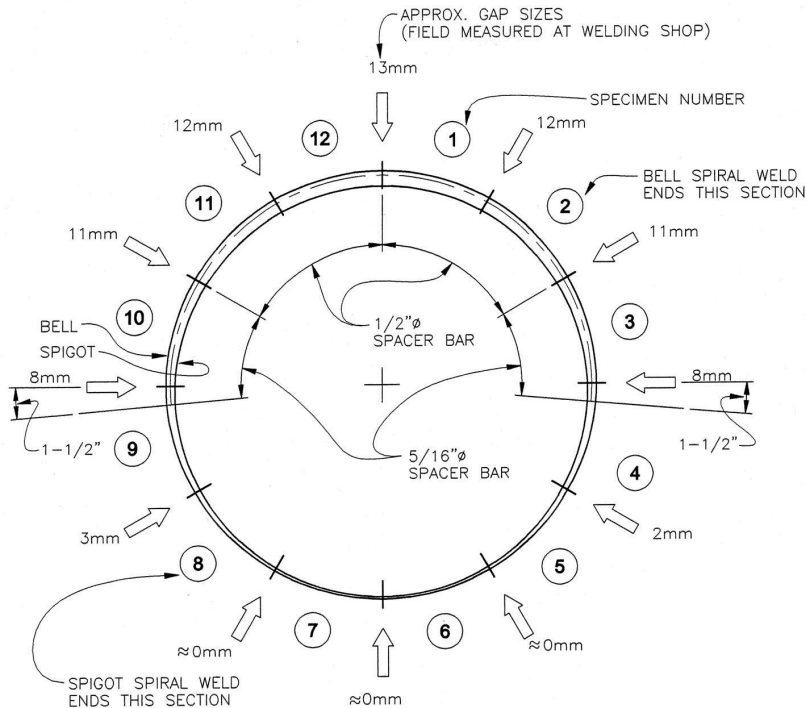 APPROX. GAP SIZES
(FIELD MEASURED AT WELDING SHOP)
13mm
SPECIMEN NUMBER
12mm
12
1
12mm
BELL SPIRAL WELD
ENDS THIS SECTION
11
2
11mm
11mm
10
3
BELL
SPIGOT
1/2"ø
SPACER BAR
8mm
8mm
1-1/2"
9
5/16"ø
SPACER BAR
1-1/2"
4
3mm
2mm
8
5
7
6
≈0mm
≈0mm
≈0mm
SPIGOT SPIRAL WELD
ENDS THIS SECTION